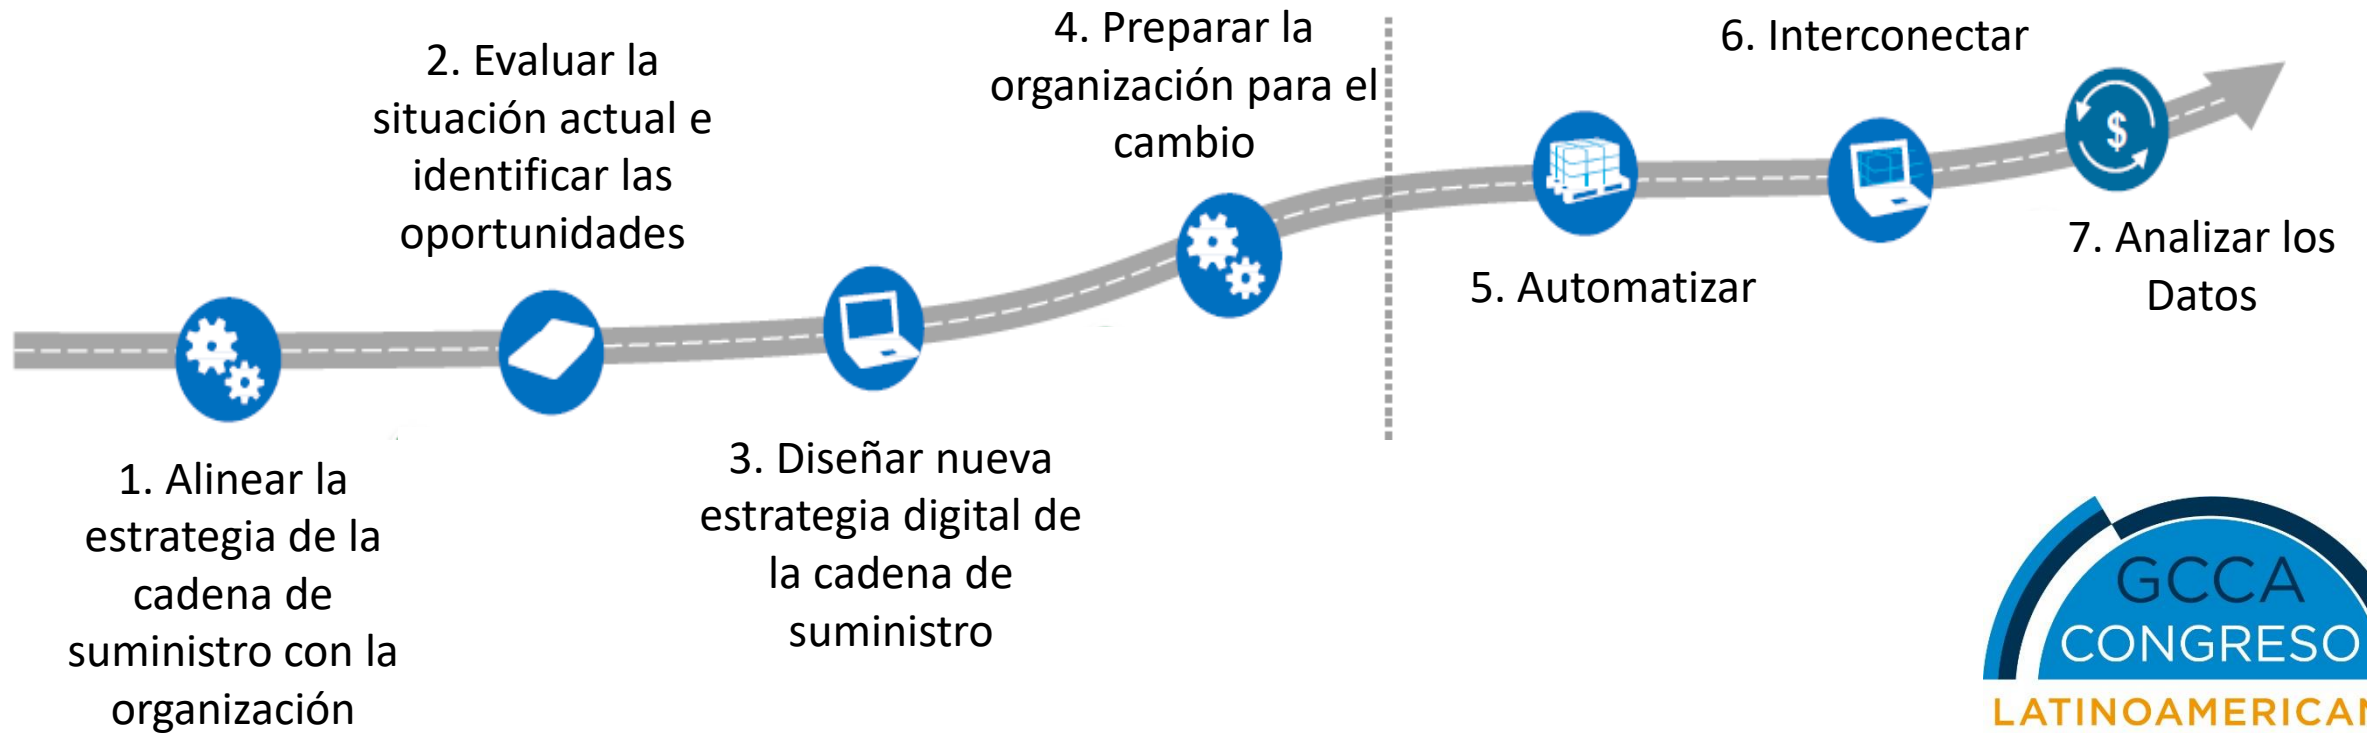 1. Alinear la
estrategia de la
cadena de
suministro con la
organización
2. Evaluar la
situación actual e
identificar las
oportunidades
3. Diseñar nueva
estrategia digital de
la cadena de
suministro
4. Preparar la
organización para el
cambio
5. Automatizar
6. Interconectar
$
7. Analizar los
Datos
GCCA
CONGRESO
LATINOAMERICAN